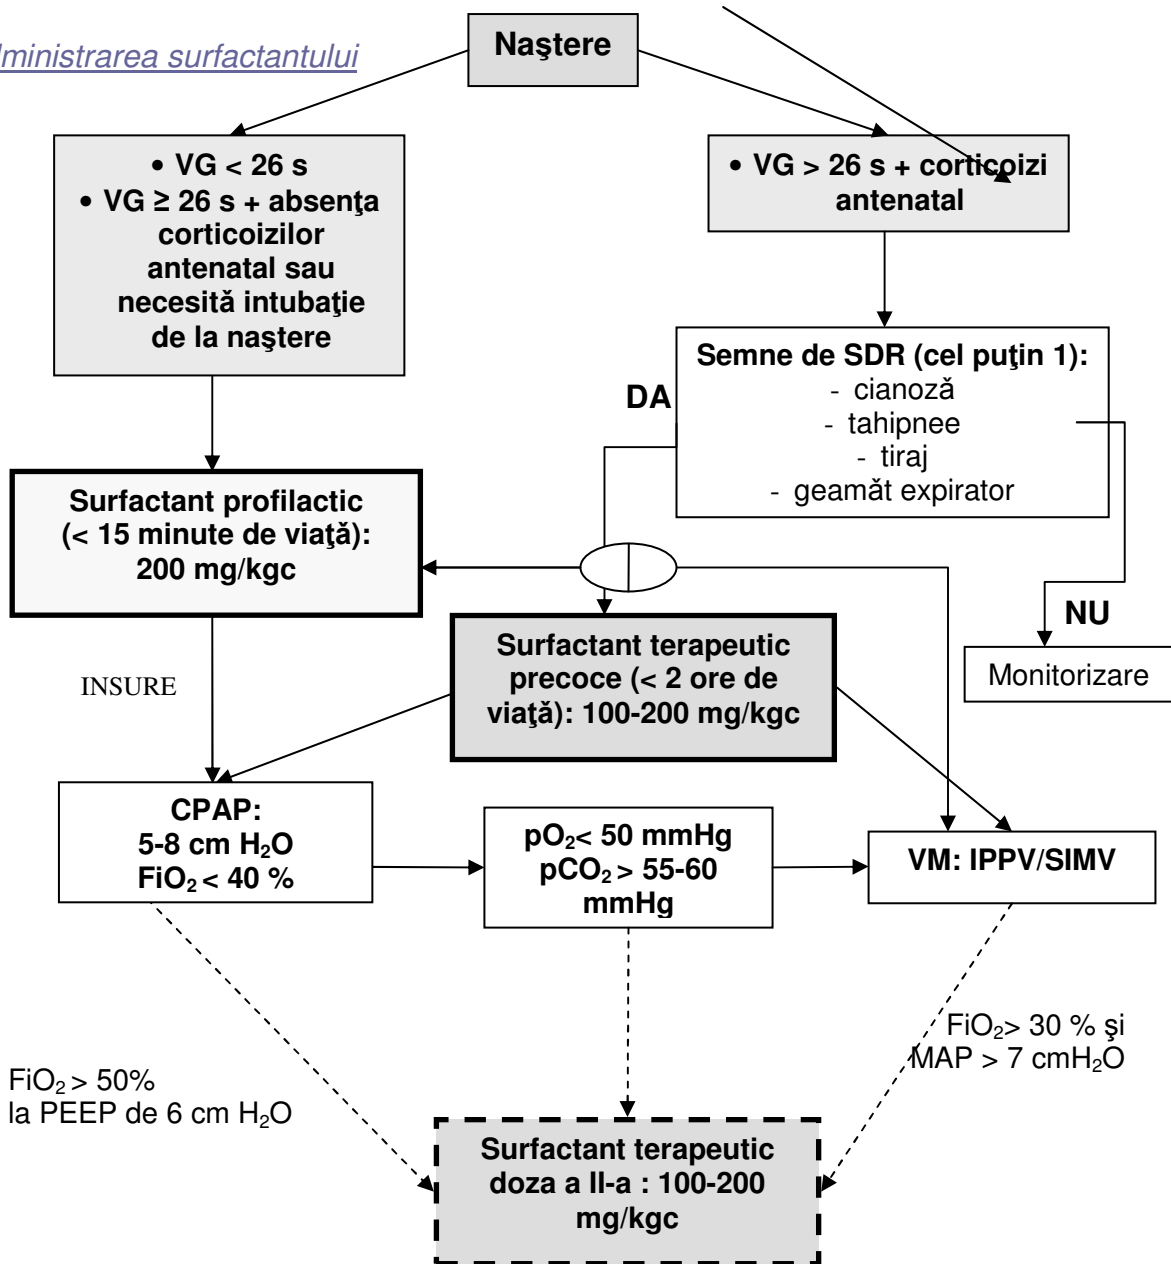 lministrarea surfactantului
Naştere
• VG < 26 s
• VG ≥ 26 s + absenţa
corticoizilor
antenatal sau
necesită intubaţie
de la naştere
• VG > 26 s + corticoizi
antenatal
Semne de SDR (cel puţin 1):
- cianoză
- tahipnee
- tiraj
- geamăt expirator
DA
Surfactant profilactic
(< 15 minute de viaţă):
200 mg/kgc
NU
Monitorizare
Surfactant terapeutic
precoce (< 2 ore de
viaţă): 100-200 mg/kgc
INSURE
CPAP:
5-8 cm H₂O
FiO₂ < 40 %
pO₂< 50 mmHg
pCO₂ > 55-60
mmHg
VM: IPPV/SIMV
FiO₂> 30 % şi
MAP > 7 cmH₂O
FiO₂ > 50%
la PEEP de 6 cm H₂O
Surfactant terapeutic
doza a II-a : 100-200
mg/kgc